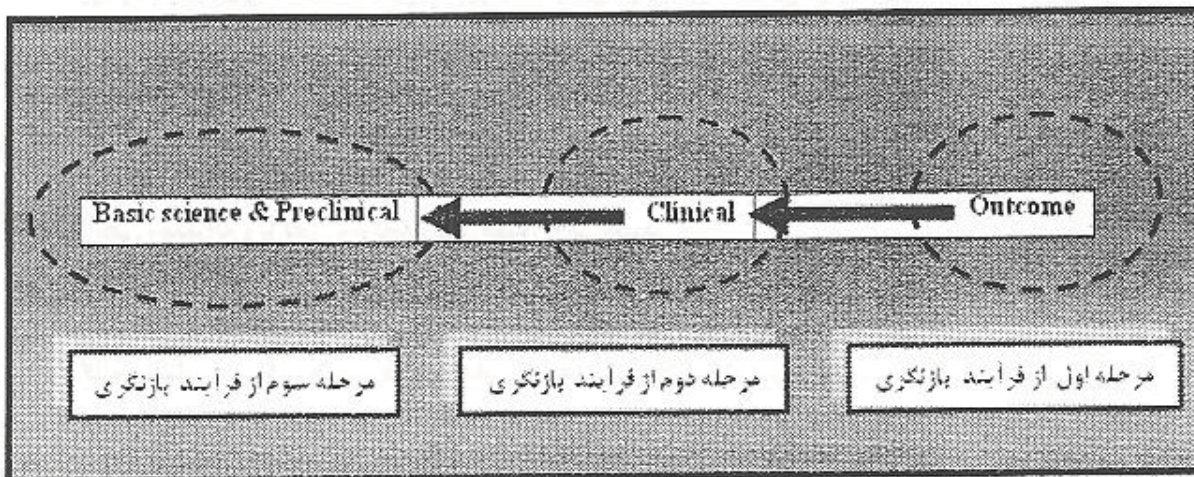 Basic science & Preclinical Clinical Outcome
مرحله اول از فرآیند بازنگری
مرحله دوم از فرآیند بازنگری
مرحله سوم از فرآیند بازنگری